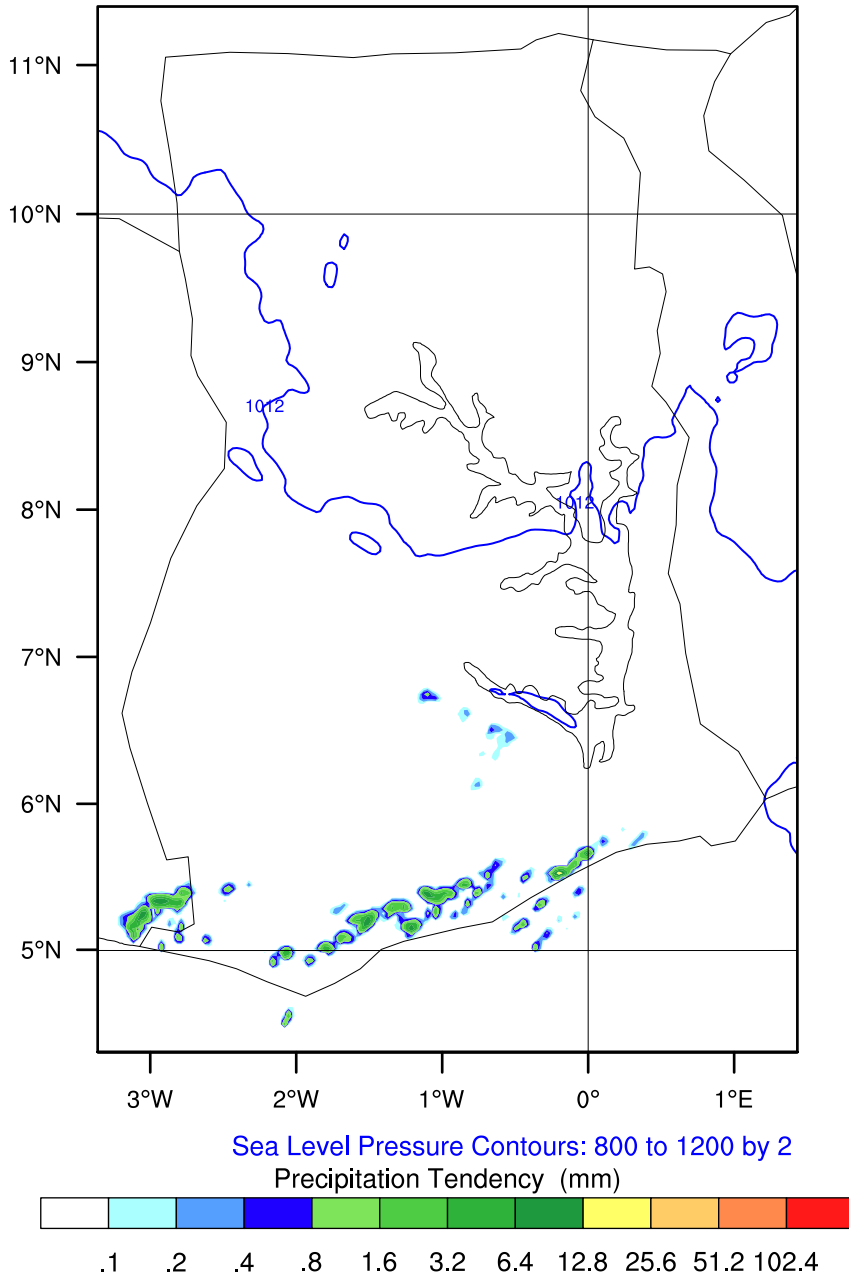 11°N
10°N
9°N
1012
8°N
1012
7°N
6°N
5°N
3°W 2°W 1°W 0° 1°E
Sea Level Pressure Contours: 800 to 1200 by 2
Precipitation Tendency (mm)
.1 .2 .4 .8 1.6 3.2 6.4 12.8 25.6 51.2 102.4